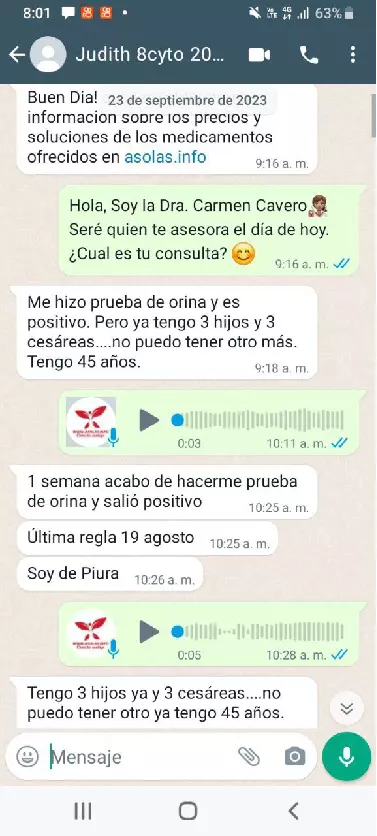 8:01
4G
63%
Judith 8cyto 20...
Buen Dia!
23 de septiembre de 2023
informacion sobre los precios y
soluciones de los medicamentos
ofrecidos en asolas.info
9:16 a. m.
Hola, Soy la Dra. Carmen Cavero
Seré quien te asesora el día de hoy.
¿Cual es tu consulta?
9:16 a. m.
Me hizo prueba de orina y es
positivo. Pero ya tengo 3 hijos y 3
cesáreas....no puedo tener otro más.
Tengo 45 años.
9:18 a. m.
0:03
10:11 a. m.
1 semana acabo de hacerme prueba
de orina y salió positivo
10:25 a. m.
Última regla 19 agosto
10:25 a. m.
Soy de Piura
10:26 a. m.
0:05
10:28 a. m.
Tengo 3 hijos ya y 3 cesáreas....no
puedo tener otro ya tengo 45 años.
Mensaje